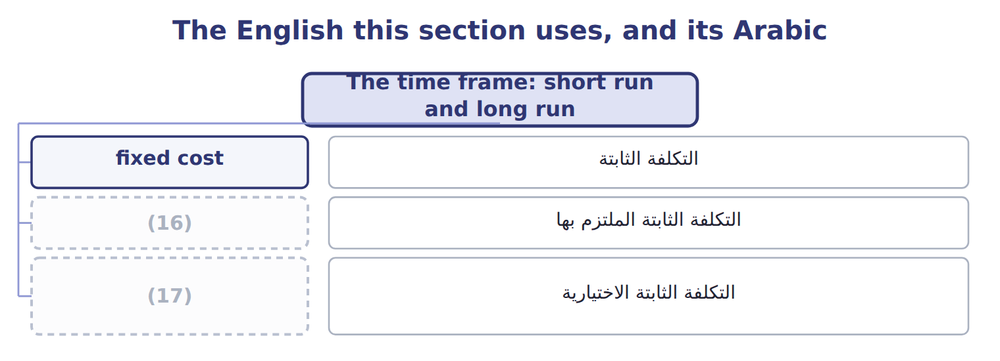 The English this section uses, and its Arabic
The time frame: short run
and long run
fixed cost
التكلفة الثابتة
(16)
التكلفة الثابتة الملتزم بها
(17)
التكلفة الثابتة الاختيارية